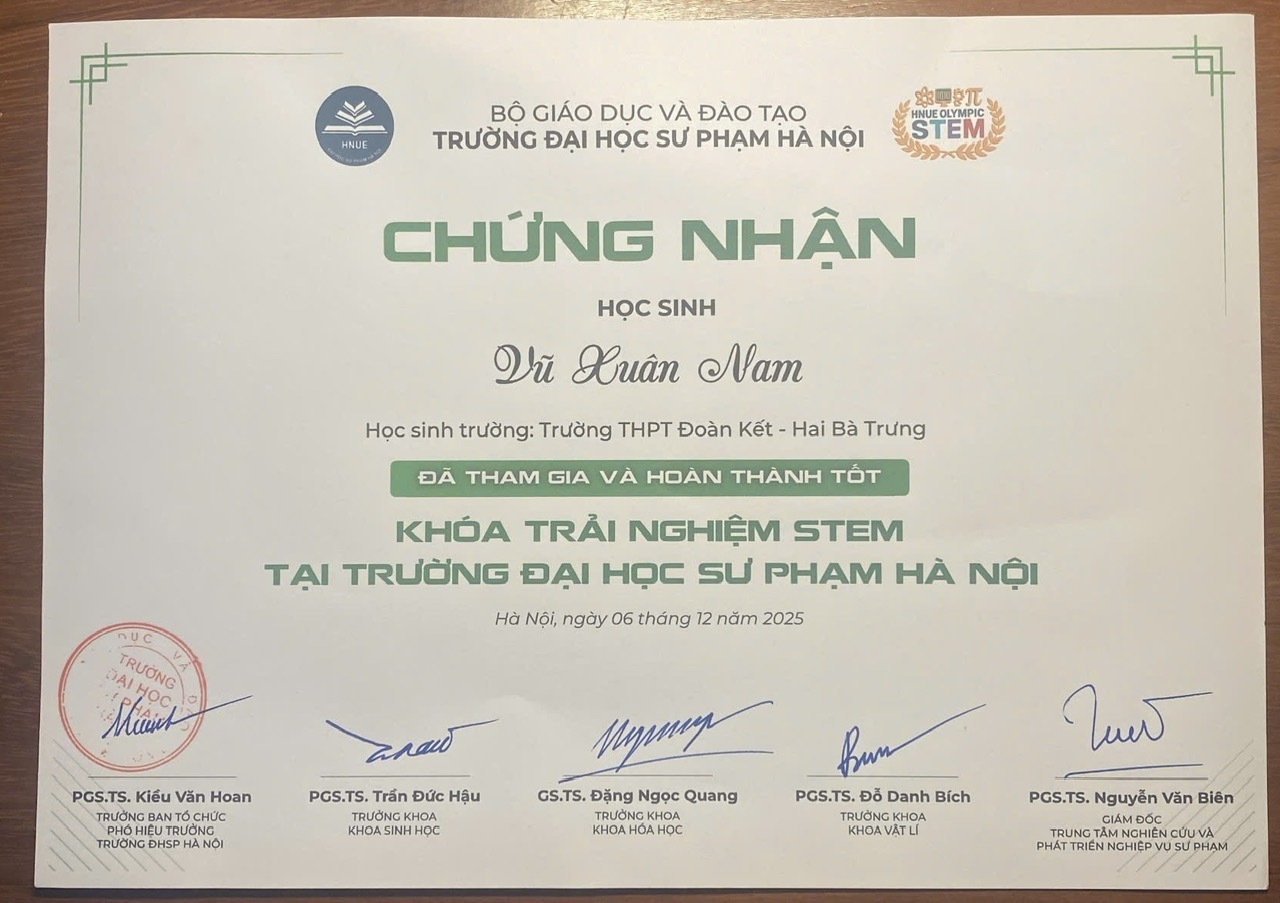 BỘ GIÁO DỤC VÀ ĐÀO TẠO
TRƯỜNG ĐẠI HỌC SƯ PHẠM HÀ NỘI
HNUE
HNUE OLYMPIC
STEM
CHỨNG NHẬN
HỌC SINH
Vũ Xuân Nam
Học sinh trường: Trường THPT Đoàn Kết - Hai Bà Trưng
ĐÃ THAM GIA VÀ HOÀN THÀNH TỐT
KHÓA TRẢI NGHIỆM STEM
TẠI TRƯỜNG ĐẠI HỌC SƯ PHẠM HÀ NỘI
Hà Nội, ngày 06 tháng 12 năm 2025
DỤC VÀ
TRƯỜNG
ĐẠI HỌC
PGS.TS. Kiều Văn Hoan
TRƯỞNG BAN TỔ CHỨC
PHÓ HIỆU TRƯỞNG
TRƯỜNG ĐHSP HÀ NỘI
PGS.TS. Trần Đức Hậu
TRƯỞNG KHOA
KHOA SINH HỌC
GS.TS. Đặng Ngọc Quang
TRƯỞNG KHOA
KHOA HÓA HỌC
PGS.TS. Đỗ Danh Bích
TRƯỞNG KHOA
KHOA VẬT LÍ
PGS.TS. Nguyễn Văn Biên
GIÁM ĐỐC
TRUNG TÂM NGHIÊN CỨU VÀ
PHÁT TRIỂN NGHIỆP VỤ SƯ PHẠM